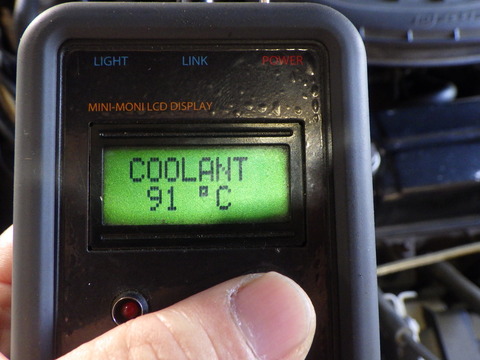 LIGHT LINK POWER
MINI-MONI LCD DISPLAY
COOLANT
91 °C